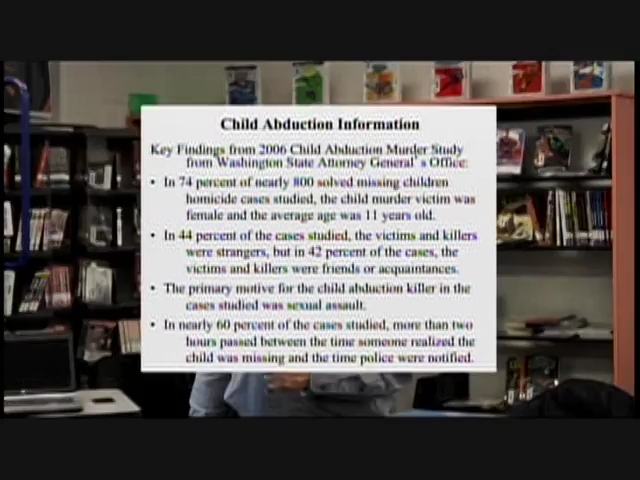 Child Abduction Information
Key Findings from 2006 Child Abduction Murder Study
from Washington State Attorney General's Office:
• In 74 percent of nearly 800 solved missing children
homicide cases studied, the child murder victim was
female and the average age was 11 years old.
• In 44 percent of the cases studied, the victims and killers
were strangers, but in 42 percent of the cases, the
victims and killers were friends or acquaintances.
• The primary motive for the child abduction killer in the
cases studied was sexual assault.
• In nearly 60 percent of the cases studied, more than two
hours passed between the time someone realized the
child was missing and the time police were notified.